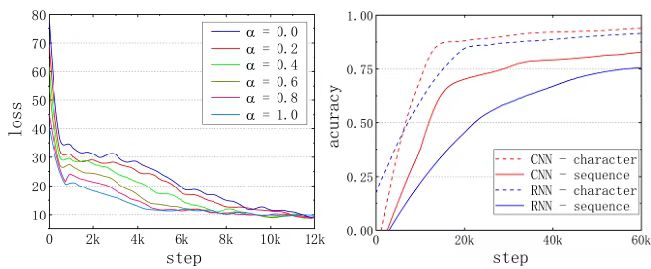 80
70
60
50
40
30
20
10
loss
0
2k
4k
6k
8k
10k
12k
step
α = 0.0
α = 0.2
α = 0.4
α = 0.6
α = 0.8
α = 1.0
1.00
0.75
0.50
0.25
0.00
acuracy
0
20k
40k
60k
step
CNN - character
CNN - sequence
RNN - character
RNN - sequence